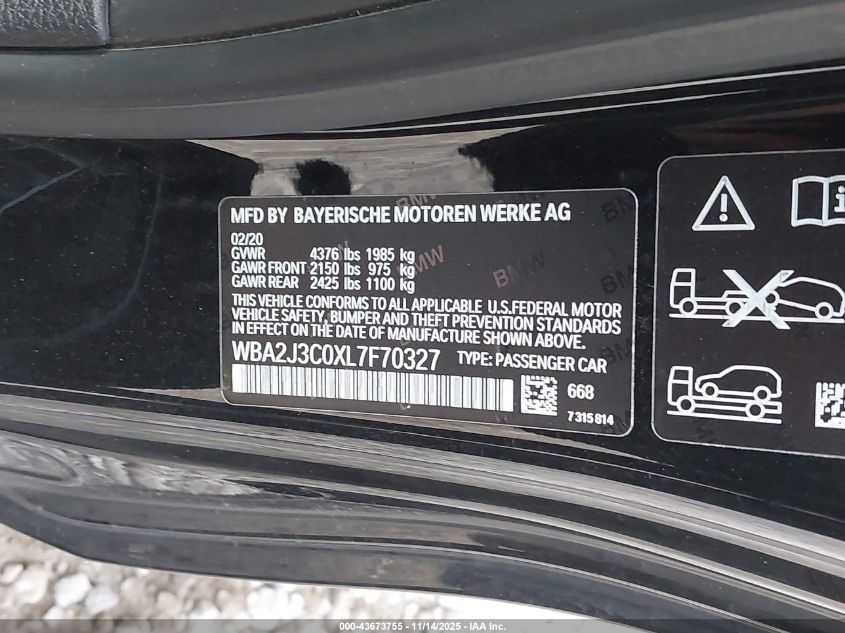 MFD BY BAYERISCHE MOTOREN WERKE AG
02/20
GVWR 4376 lbs 1985 kg
GAWR FRONT 2150 lbs 975 kg
GAWR REAR 2425 lbs 1100 kg
THIS VEHICLE CONFORMS TO ALL APPLICABLE U.S.FEDERAL MOTOR
VEHICLE SAFETY, BUMPER AND THEFT PREVENTION STANDARDS
IN EFFECT ON THE DATE OF MANUFACTURE SHOWN ABOVE.
WBA2J3C0XL7F70327 TYPE: PASSENGER CAR
668
7315814
BMW
BMW
BMW
000-43673755 - 11/14/2025 - IAA Inc.